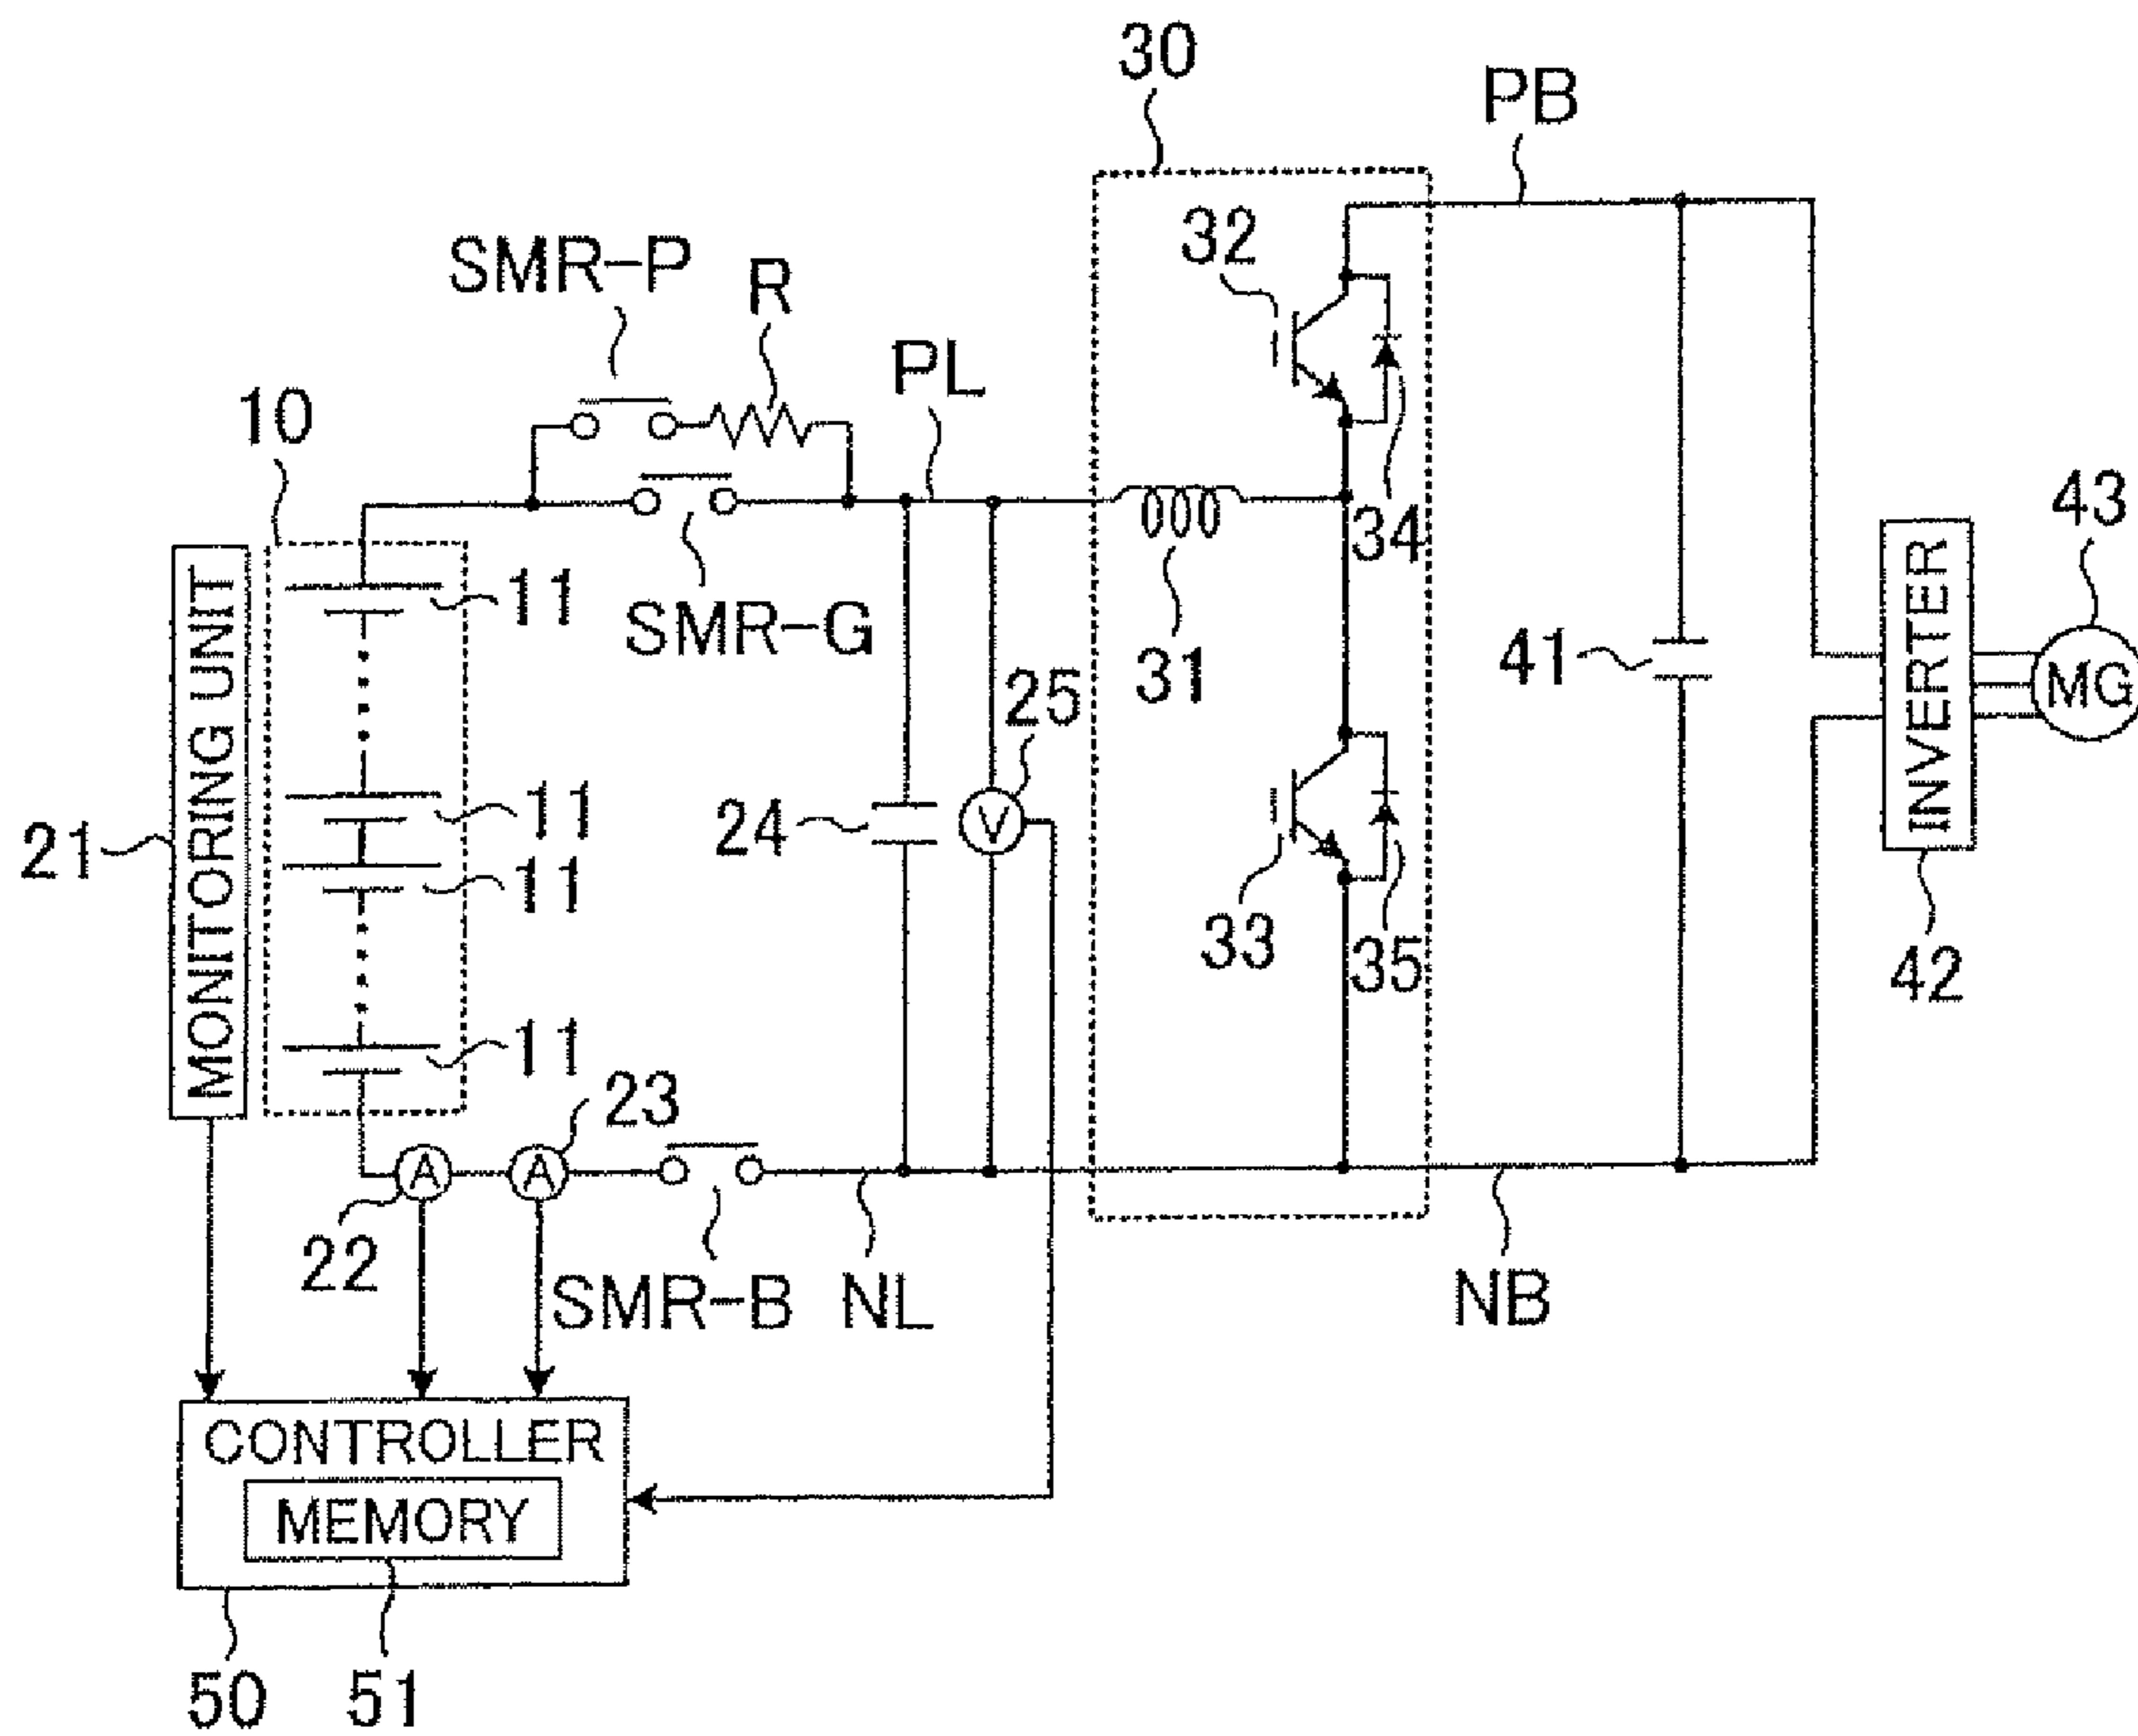 30
PB
32
SMR-P
R
PL
10
34
43
11
SMR-G
31
MONITORING UNIT
25
41
INVERTER
MG
11
24
V
21
11
33
35
42
11
23
A
A
22
SMR-B
NL
NB
CONTROLLER
MEMORY
50
51